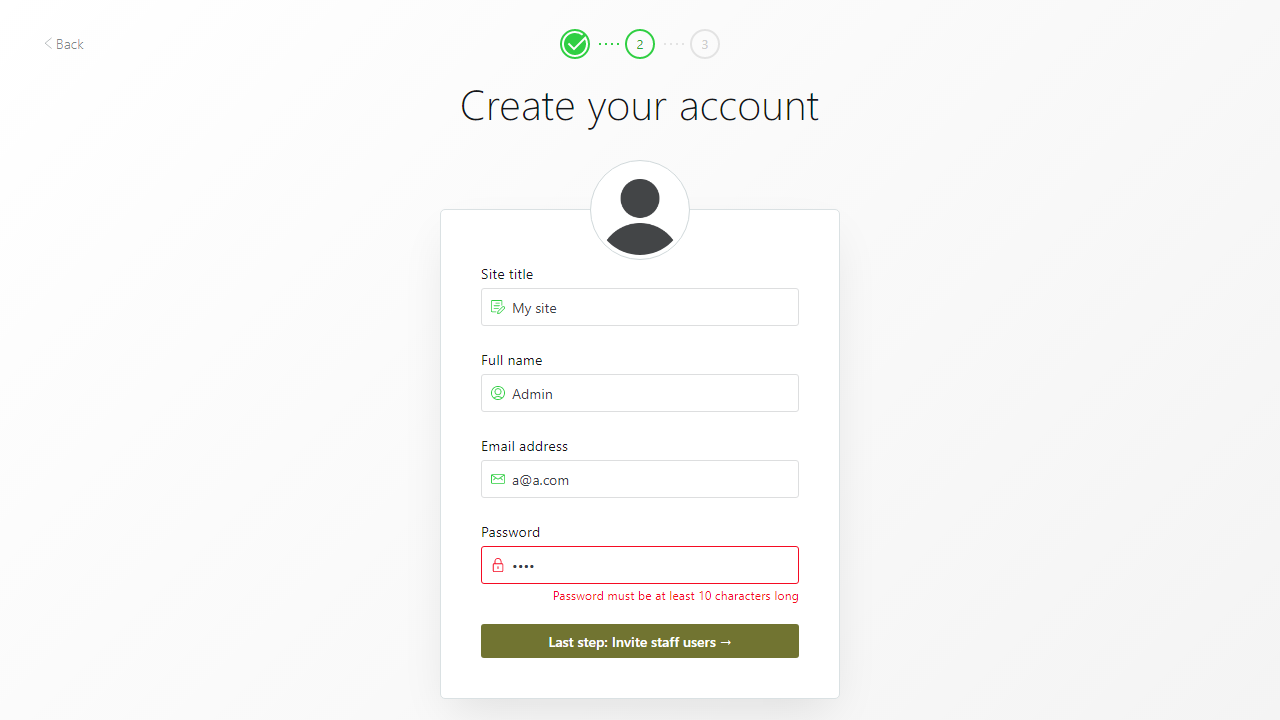 Back
2
3
Create your account
Site title
My site
Full name
Admin
Email address
a@a.com
Password
••••
Password must be at least 10 characters long
Last step: Invite staff users →